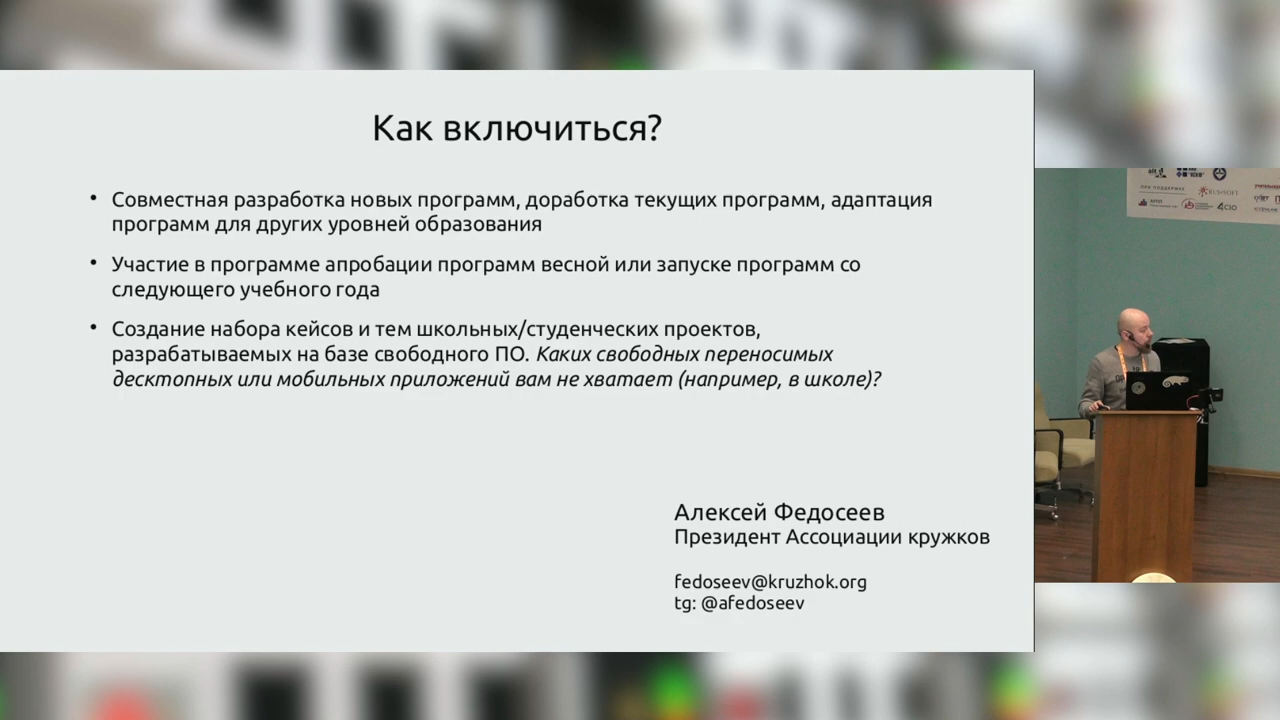 Как включиться?
• Совместная разработка новых программ, доработка текущих программ, адаптация
программ для других уровней образования
• Участие в программе апробации программ весной или запуске программ со
следующего учебного года
• Создание набора кейсов и тем школьных/студенческих проектов,
разрабатываемых на базе свободного ПО. Каких свободных переносимых
десктопных или мобильных приложений вам не хватает (например, в школе)?
Алексей Федосеев
Президент Ассоциации кружков
fedoseev@kruzhok.org
tg: @afedoseev
ПРИ ПОДДЕРЖКЕ